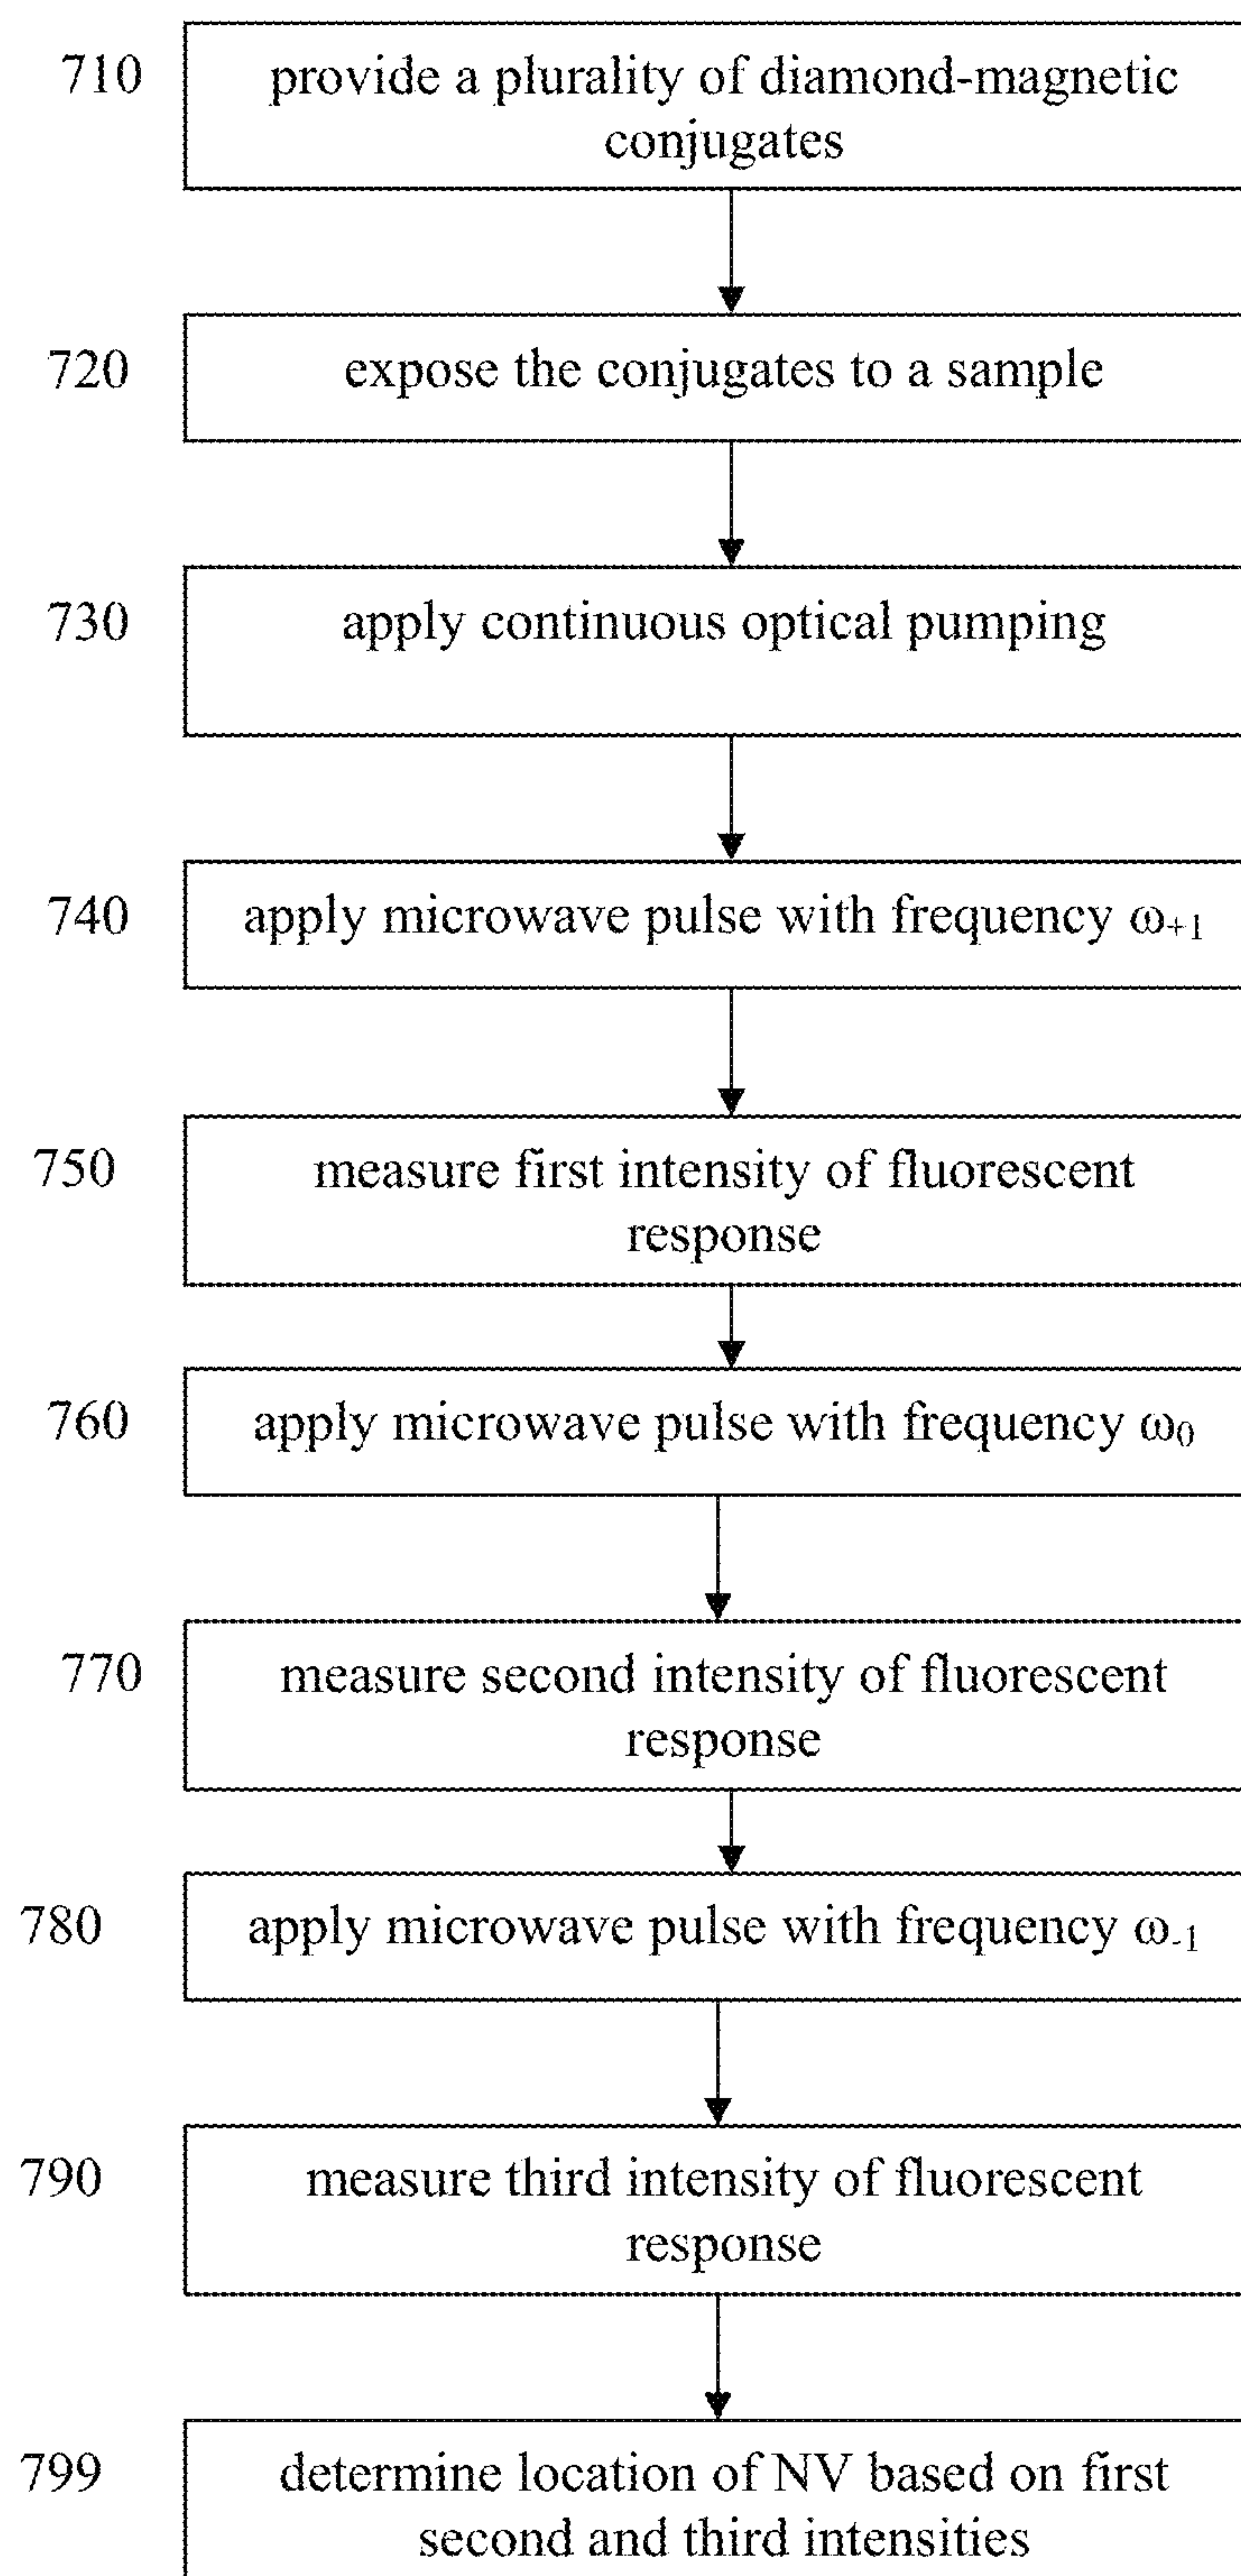 710 provide a plurality of diamond-magnetic
conjugates
720 expose the conjugates to a sample
730 apply continuous optical pumping
740 apply microwave pulse with frequency ω₊₁
750 measure first intensity of fluorescent
response
760 apply microwave pulse with frequency ω₀
770 measure second intensity of fluorescent
response
780 apply microwave pulse with frequency ω₋₁
790 measure third intensity of fluorescent
response
799 determine location of NV based on first
second and third intensities